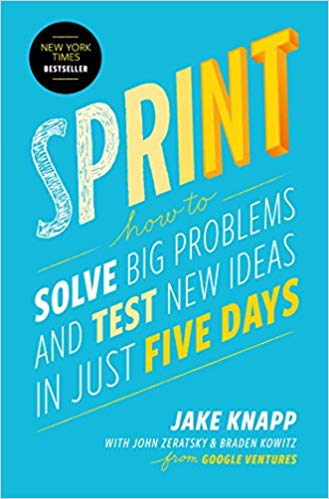 NEW YORK
TIMES
BESTSELLER
SPRINT
how to
SOLVE BIG PROBLEMS
AND TEST NEW IDEAS
IN JUST FIVE DAYS
JAKE KNAPP
WITH JOHN ZERATSKY & BRADEN KOWITZ
from GOOGLE VENTURES